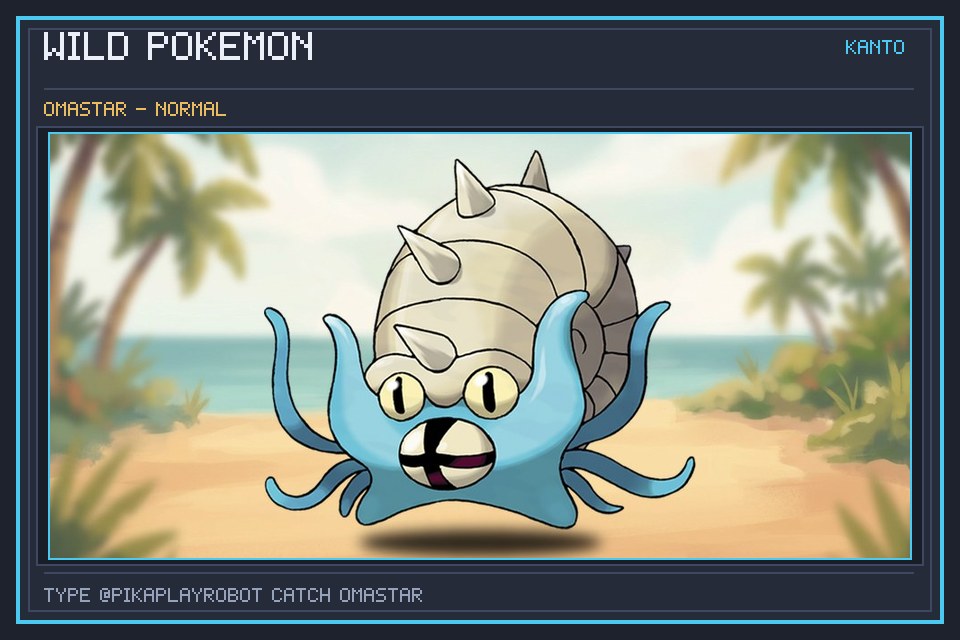 WILD POKEMON
KANTO
OMASTAR - NORMAL
TYPE @PIKAPLAYROBOT CATCH OMASTAR